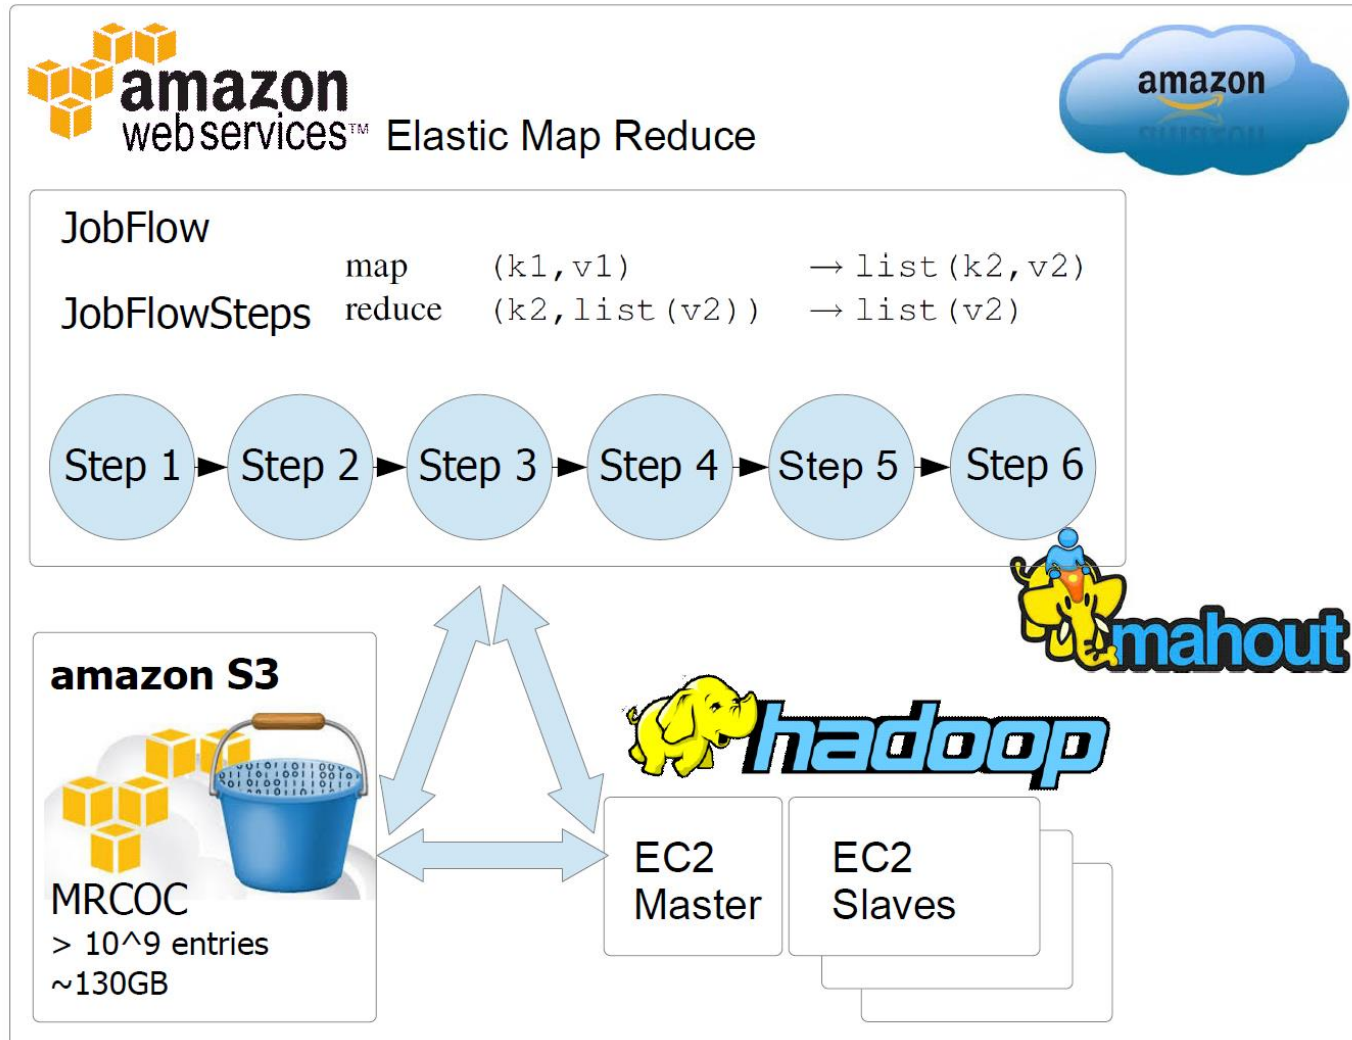 amazon
webservices™ Elastic Map Reduce
amazon
JobFlow
map (k1,v1) → list(k2,v2)
JobFlowSteps
reduce (k2,list(v2)) → list(v2)
Step 1
Step 2
Step 3
Step 4
Step 5
Step 6
mahout
amazon S3
hadoop
MRCOC
> 10^9 entries
~130GB
EC2
Master
EC2
Slaves